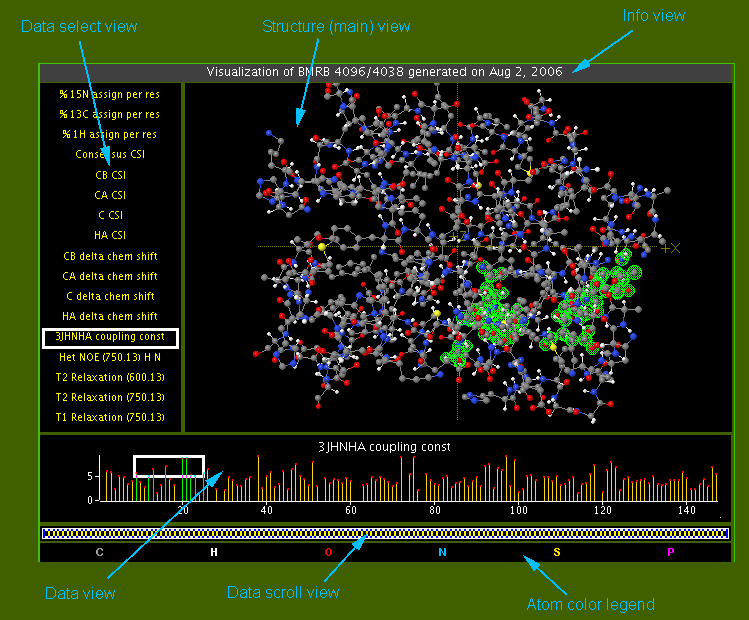 Data select view
Structure (main) view
Info view
Visualization of BMRB 4096/4038 generated on Aug 2, 2006
%15N assign per res
%13C assign per res
%1H assign per res
Consensus CSI
CB CSI
CA CSI
C CSI
HA CSI
CB delta chem shift
CA delta chem shift
C delta chem shift
HA delta chem shift
3JHNHA coupling const
Het NOE (750.13) H N
T2 Relaxation (600.13)
T2 Relaxation (750.13)
T1 Relaxation (750.13)
X
3JHNHA coupling const
5
0
20 40 60 80 100 120 140
C H O N S P
Data view
Data scroll view
Atom color legend